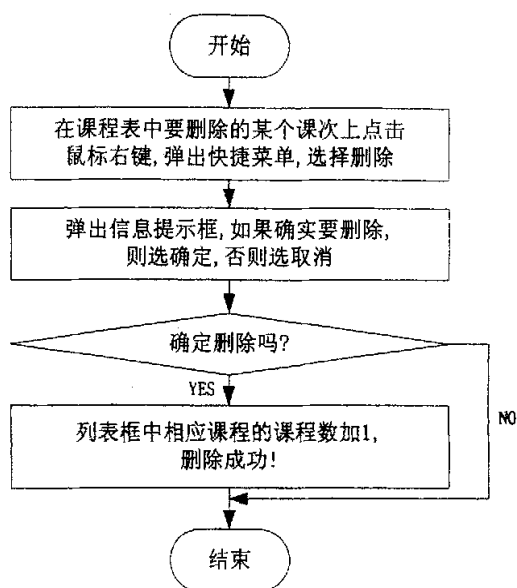 开始
在课程表中要删除的某个课次上点击
鼠标右键,弹出快捷菜单,选择删除
弹出信息提示框,如果确实要删除,
则选确定,否则选取消
确定删除吗?
YES
NO
列表框中相应课程的课程数加1,
删除成功!
结束